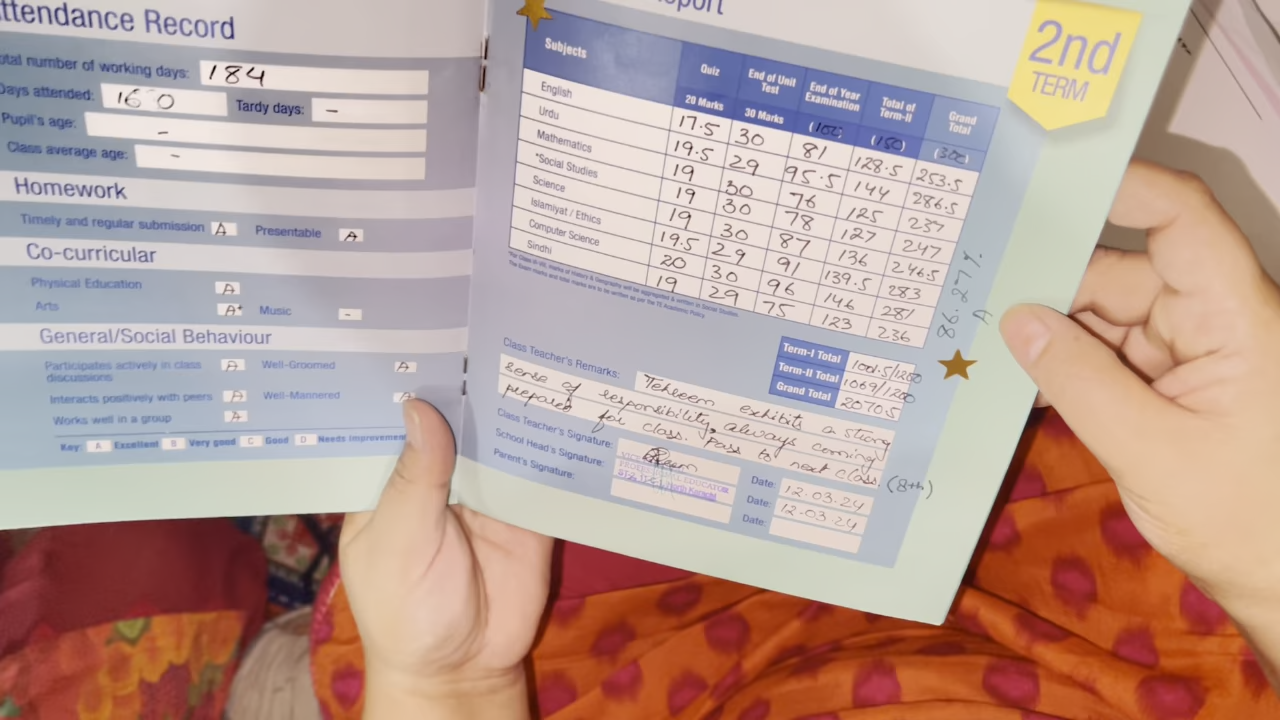 ttendance Record
otal number of working days: 184
Days attended: 160 Tardy days: -
Pupil's age: -
Class average age: -
Homework
Timely and regular submission A Presentable A
Co-curricular
Physical Education A
Arts A* Music -
General/Social Behaviour
Participates actively in class discussions A Well-Groomed A
Interacts positively with peers A Well-Mannered A
Works well in a group A
Key: A Excellent B Very good C Good D Needs Improvemen
port
2nd
TERM
Subjects Quiz End of Unit Test End of Year Examination Total of Term-II Grand Total
20 Marks 30 Marks (100) (150) (300)
English 17.5 30 81 128.5 253.5
Urdu 19.5 29 95.5 144 286.5
Mathematics 19 30 76 125 237
*Social Studies 19 30 78 127 247
Science 19 30 87 136 246.5
Islamiyat / Ethics 19.5 29 91 139.5 283
Computer Science 20 30 96 146 281
Sindhi 19 29 75 123 236
86.27%
A
Term-I Total 1001.5/1200
Term-II Total 1069/1200
Grand Total 2070.5
Class Teacher's Remarks: Tehreem exhibits a strong
sense of responsibility, always coming
prepared for class. Pass to next class. (8th)
Class Teacher's Signature: Date: 12.03.24
School Head's Signature: Date: 12.03.24
Parent's Signature: Date: